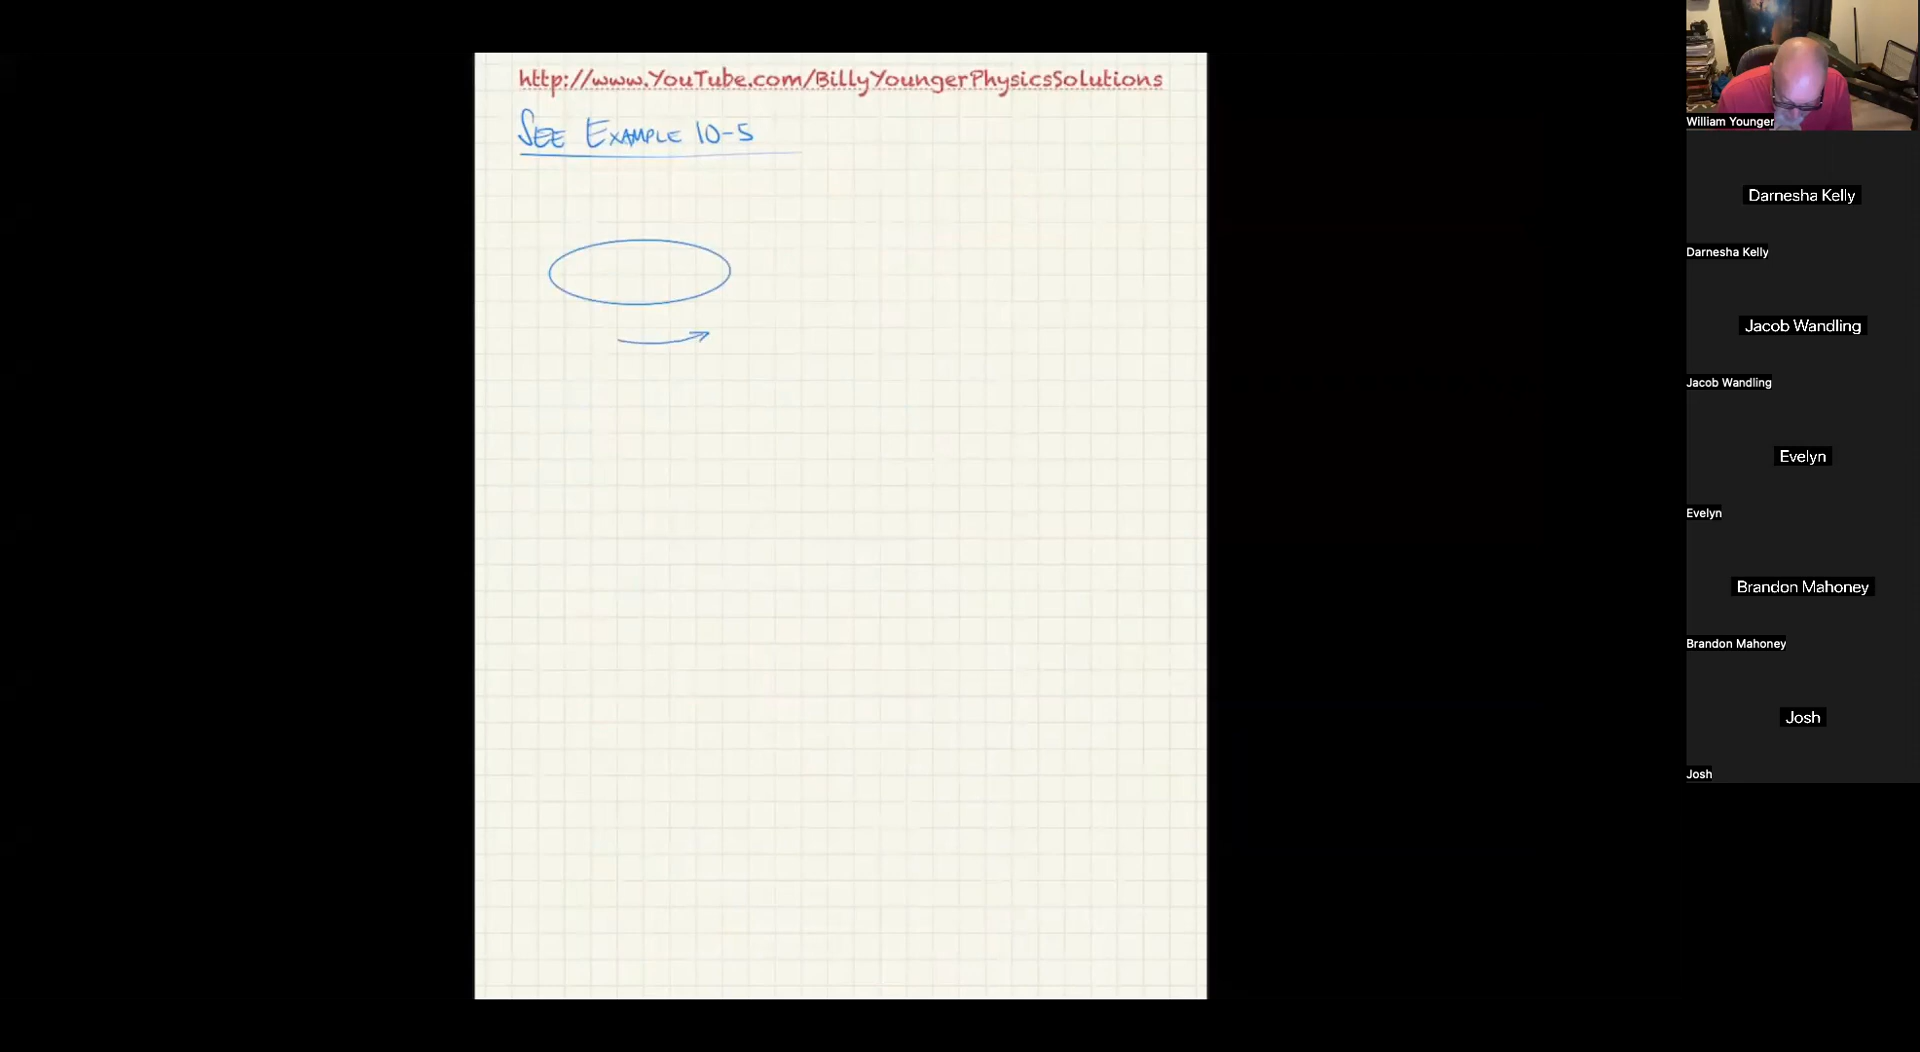 http://www.YouTube.com/BillyYoungerPhysicsSolutions
SEE EXAMPLE 10-5
William Younger
Darnesha Kelly
Darnesha Kelly
Jacob Wandling
Jacob Wandling
Evelyn
Evelyn
Brandon Mahoney
Brandon Mahoney
Josh
Josh